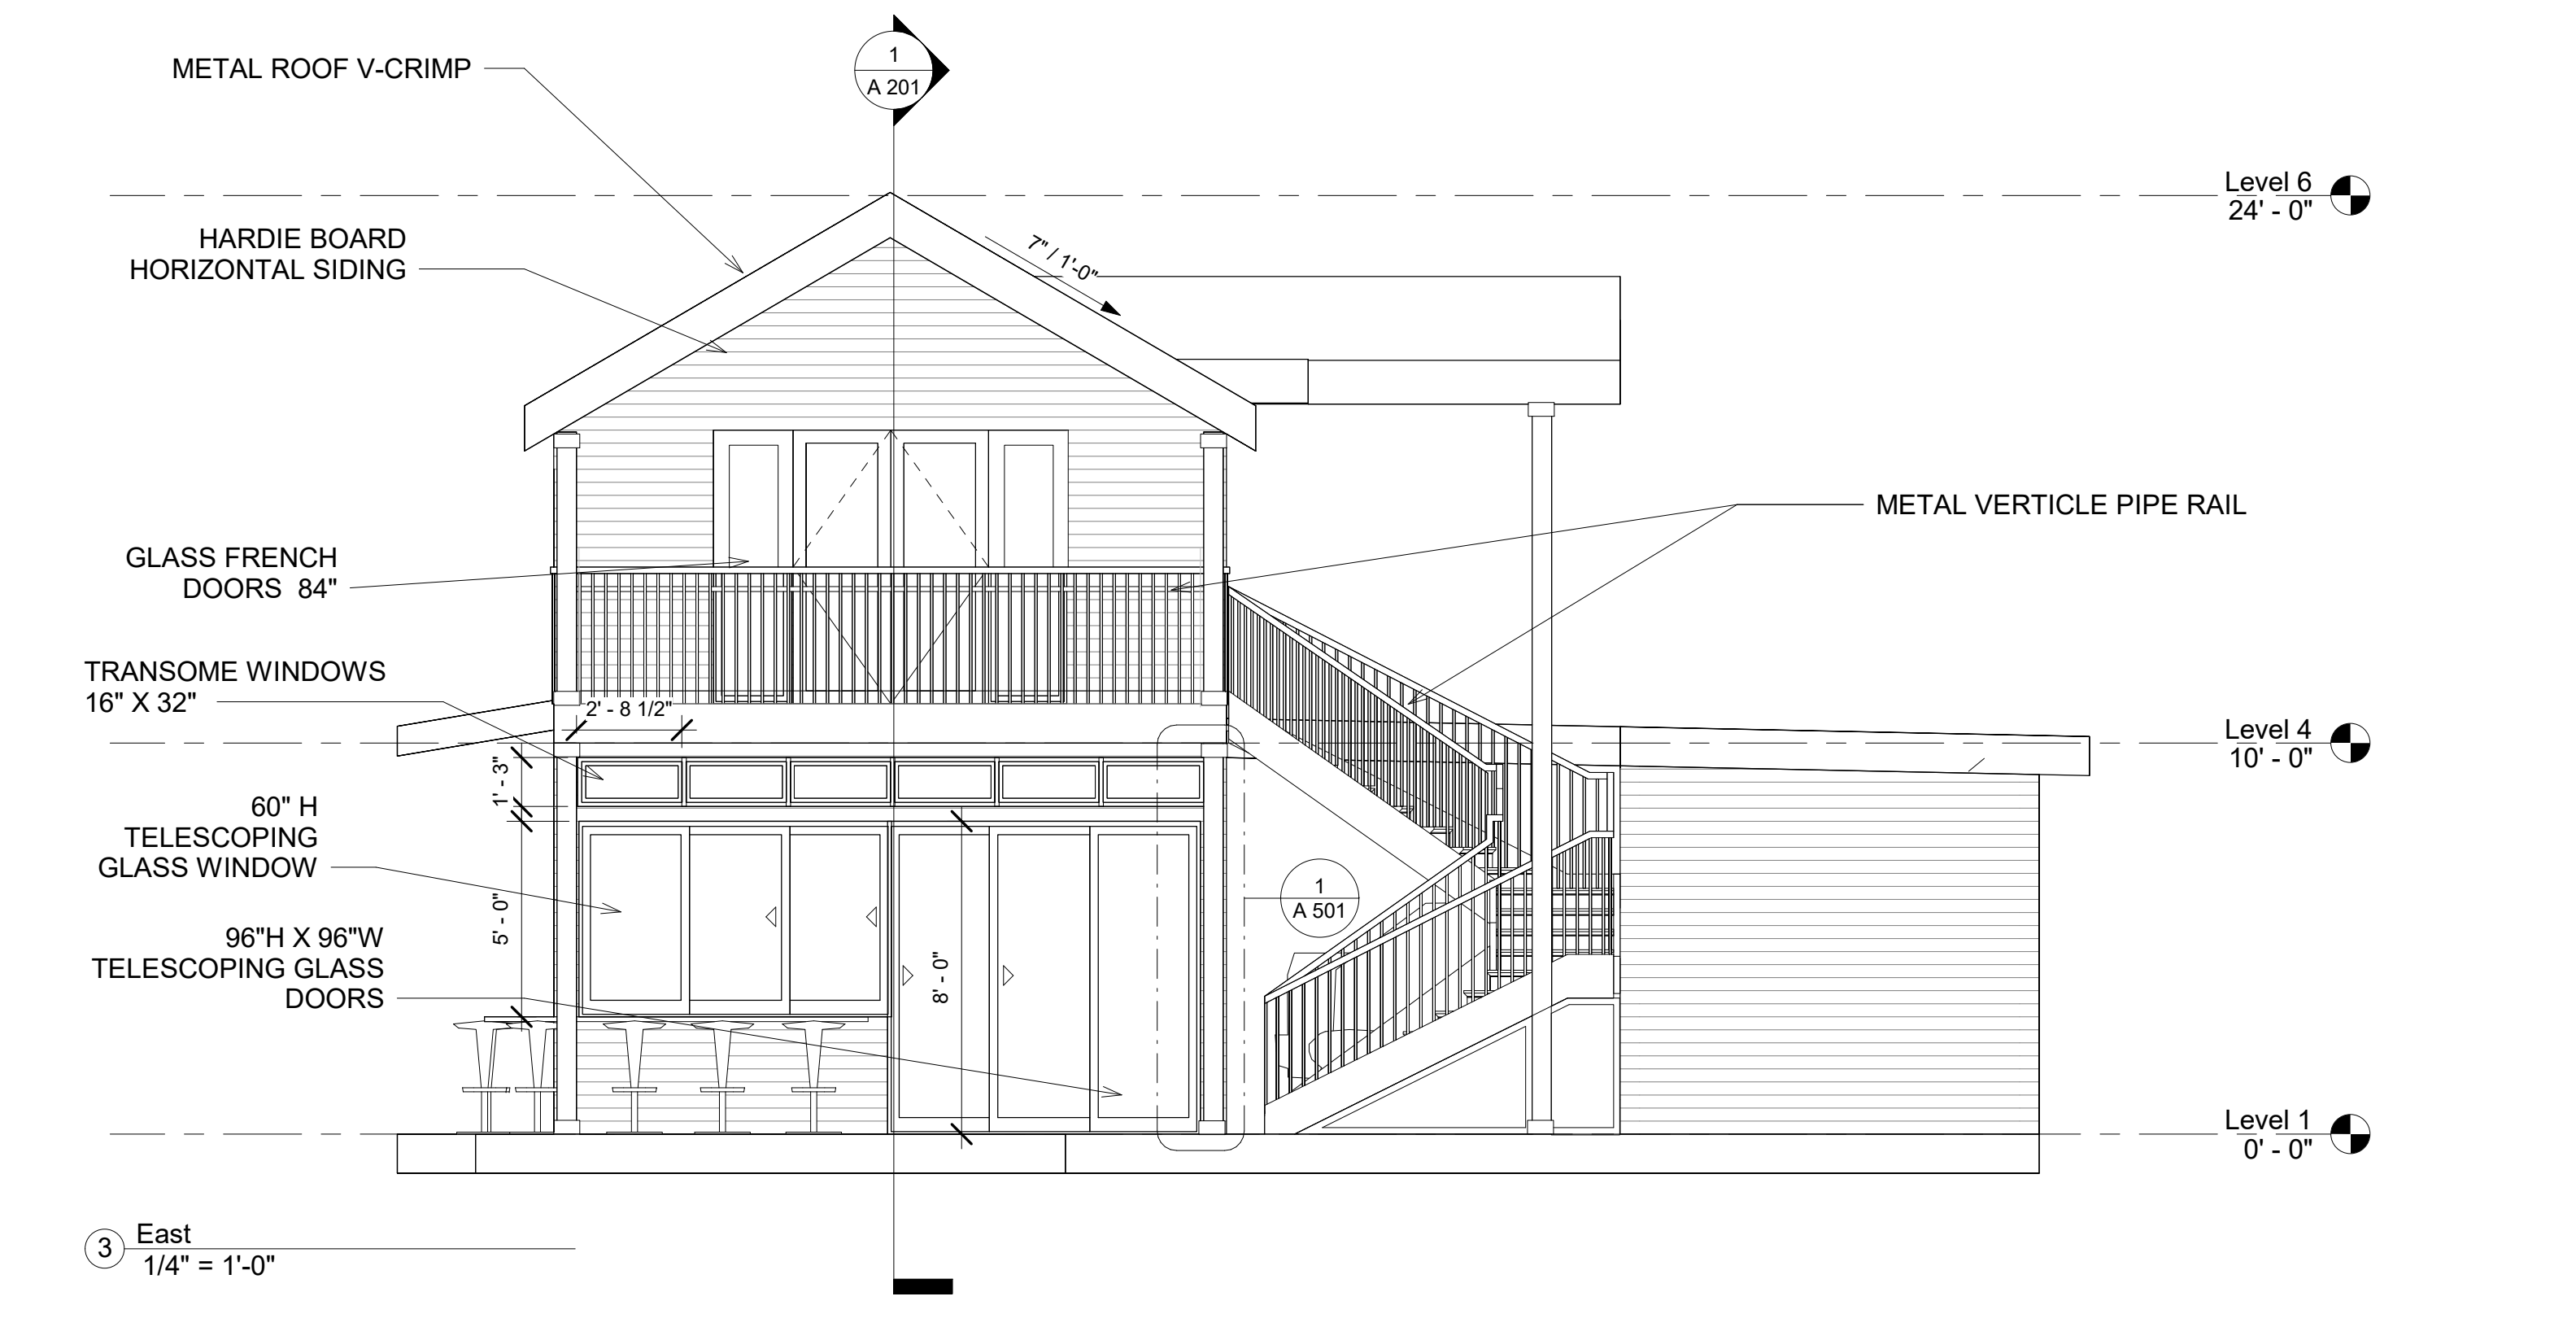 1
A 201
METAL ROOF V-CRIMP
Level 6
24' - 0"
HARDIE BOARD
HORIZONTAL SIDING
7" / 1'-0"
METAL VERTICLE PIPE RAIL
GLASS FRENCH
DOORS  84"
TRANSOME WINDOWS
16" X 32"
2' - 8 1/2"
Level 4
10' - 0"
1' - 3"
60" H
TELESCOPING
GLASS WINDOW
5' - 0"
1
A 501
96"H X 96"W
TELESCOPING GLASS
DOORS
8' - 0"
Level 1
0' - 0"
3
East
1/4" = 1'-0"